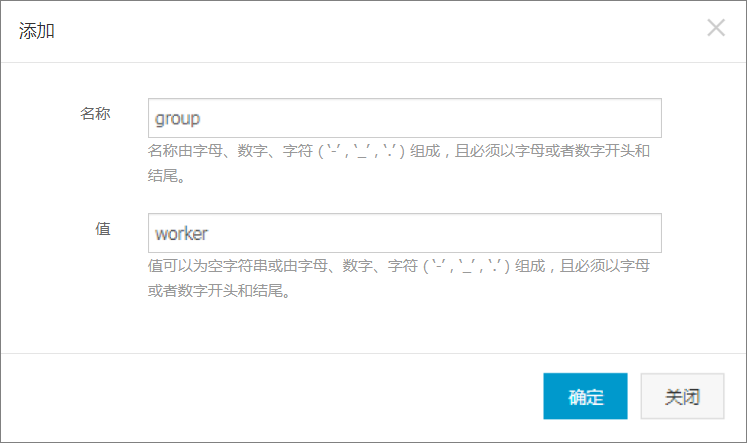 添加
名称
group
名称由字母、数字、字符 ( '-' , '_' , '.' ) 组成，且必须以字母或者数字开头和
结尾。
值
worker
值可以为空字符串或由字母、数字、字符 ( '-' , '_' , '.' ) 组成，且必须以字母
或者数字开头和结尾。
确定 关闭